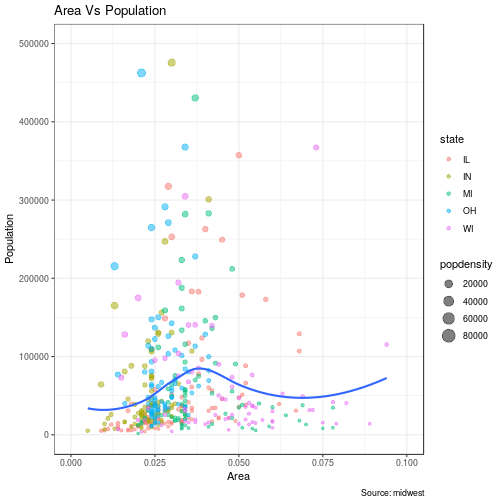 Area Vs Population
500000
400000
300000
200000
100000
0
Population
0.000
0.025
0.050
0.075
0.100
Area
state
IL
IN
MI
OH
WI
popdensity
20000
40000
60000
80000
Source: midwest